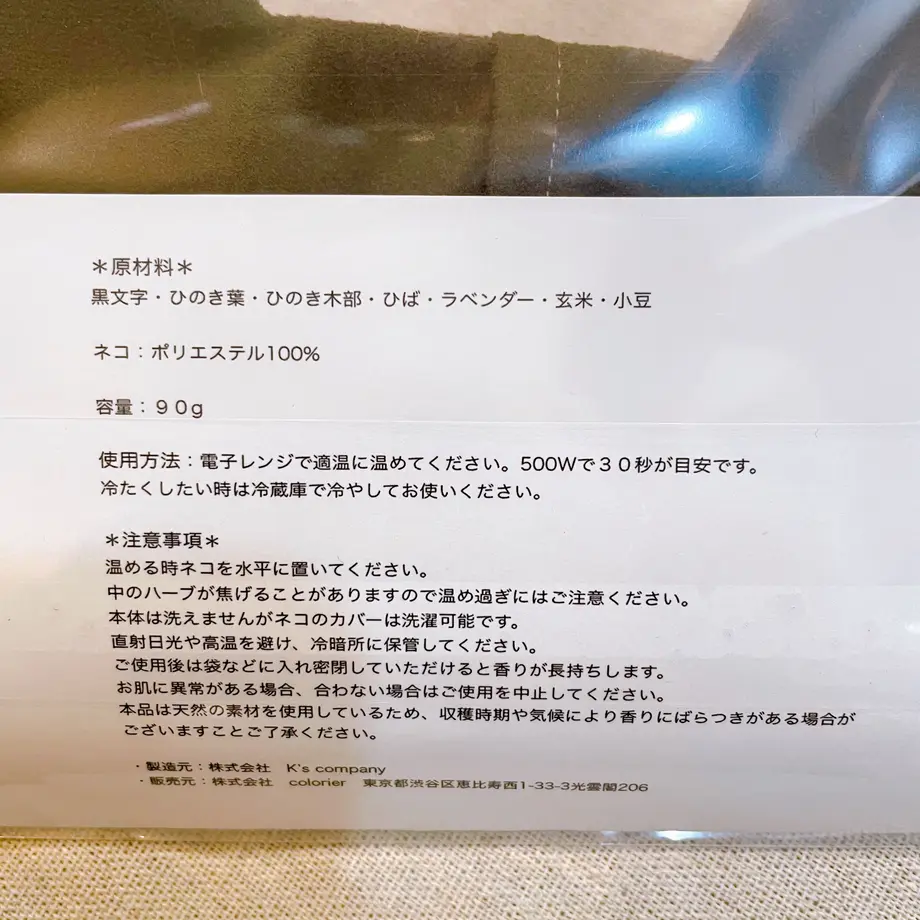 ＊原材料＊
黒文字・ひのき葉・ひのき木部・ひば・ラベンダー・玄米・小豆
ネコ：ポリエステル100%
容量：９０g
使用方法：電子レンジで適温に温めてください。500Wで３０秒が目安です。
冷たくしたい時は冷蔵庫で冷やしてお使いください。
＊注意事項＊
温める時ネコを水平に置いてください。
中のハーブが焦げることがありますので温め過ぎにはご注意ください。
本体は洗えませんがネコのカバーは洗濯可能です。
直射日光や高温を避け、冷暗所に保管してください。
ご使用後は袋などに入れ密閉していただけると香りが長持ちします。
お肌に異常がある場合、合わない場合はご使用を中止してください。
本品は天然の素材を使用しているため、収穫時期や気候により香りにばらつきがある場合が
ございますことご了承ください。
・製造元：株式会社　K's company
・販売元：株式会社　colorier　東京都渋谷区恵比寿西1-33-3光雲閣206